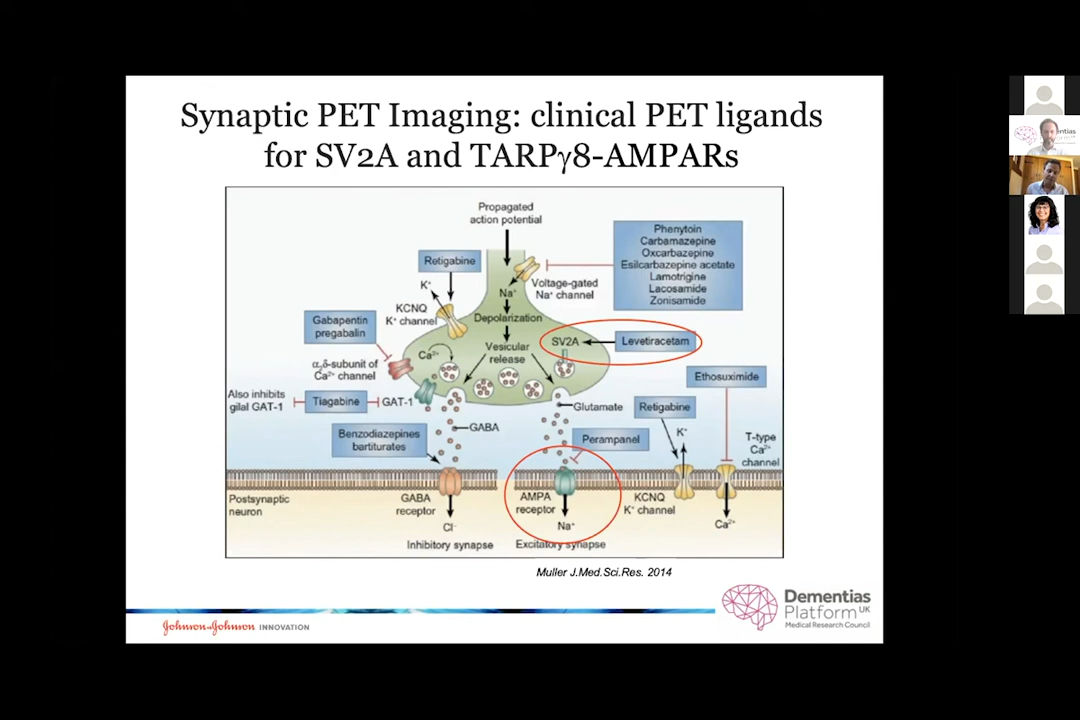 Synaptic PET Imaging: clinical PET ligands
for SV2A and TARPγ8-AMPARs
Propagated
action potential
Phenytoin
Carbamazepine
Oxcarbazepine
Esilcarbazepine acetate
Lamotrigine
Lacosamide
Zonisamide
Retigabine
K+
Na+
Voltage-gated
Na+ channel
KCNQ
K+ channel
Depolarization
Gabapentin
pregabalin
Vesicular
release
SV2A
Levetiracetam
Ca2+
α2δ-subunit of
Ca2+ channel
Ethosuximide
Also inhibits
gilal GAT-1
Tiagabine
GAT-1
Glutamate
Retigabine
GABA
Benzodiazepines
bartiturates
Perampanel
K+
T-type
Ca2+
channel
Postsynaptic
neuron
GABA
receptor
AMPA
receptor
KCNQ
K+ channel
Cl-
Na+
Ca2+
Inhibitory synapse
Excitatory synapse
Muller J.Med.Sci.Res. 2014
Johnson&Johnson INNOVATION
Dementias
Platform UK
Medical Research Council